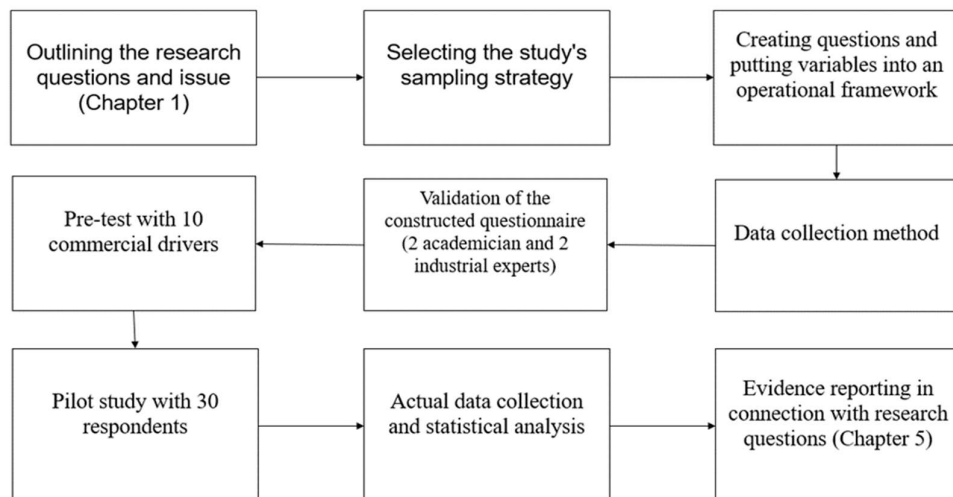 Outlining the research
questions and issue
(Chapter 1)
Selecting the study's
sampling strategy
Creating questions and
putting variables into an
operational framework
Data collection method
Validation of the
constructed questionnaire
(2 academician and 2
industrial experts)
Pre-test with 10
commercial drivers
Pilot study with 30
respondents
Actual data collection
and statistical analysis
Evidence reporting in
connection with research
questions (Chapter 5)